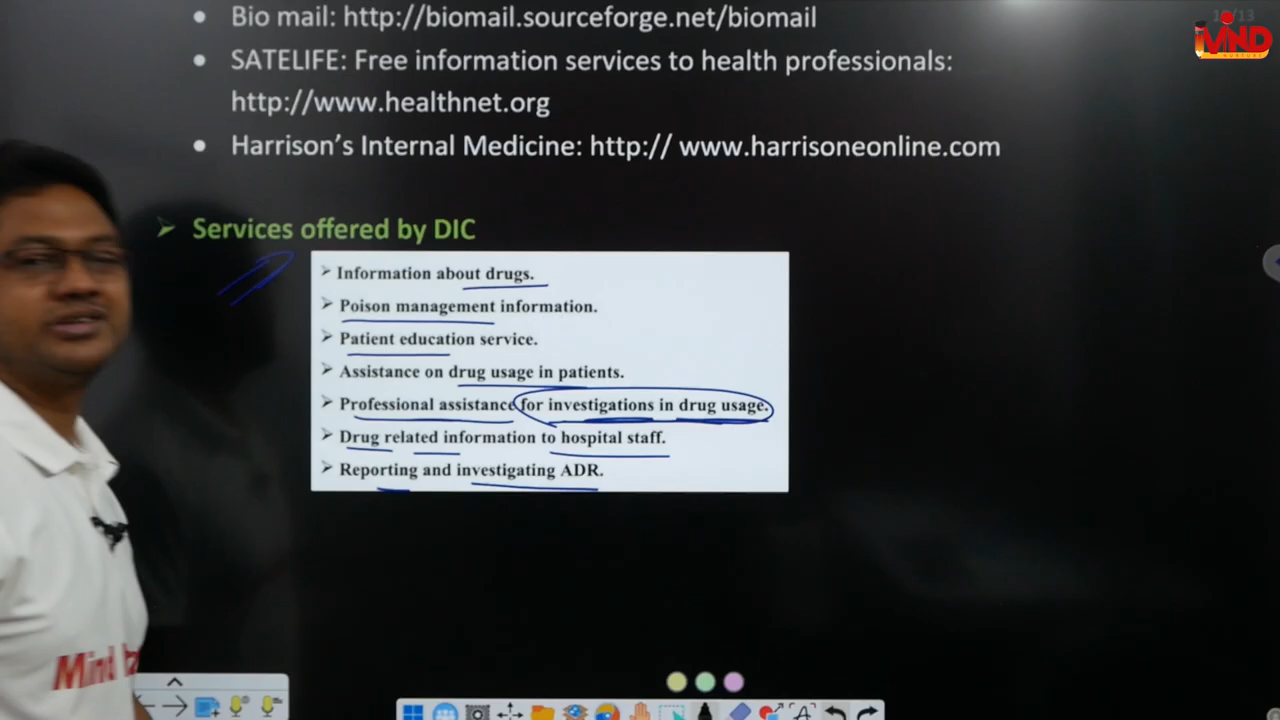 • Bio mail: http://biomail.sourceforge.net/biomail
• SATELIFE: Free information services to health professionals:
http://www.healthnet.org
• Harrison’s Internal Medicine: http:// www.harrisoneonline.com
➢ Services offered by DIC
➢ Information about drugs.
➢ Poison management information.
➢ Patient education service.
➢ Assistance on drug usage in patients.
➢ Professional assistance for investigations in drug usage.
➢ Drug related information to hospital staff.
➢ Reporting and investigating ADR.
MIND
Mind